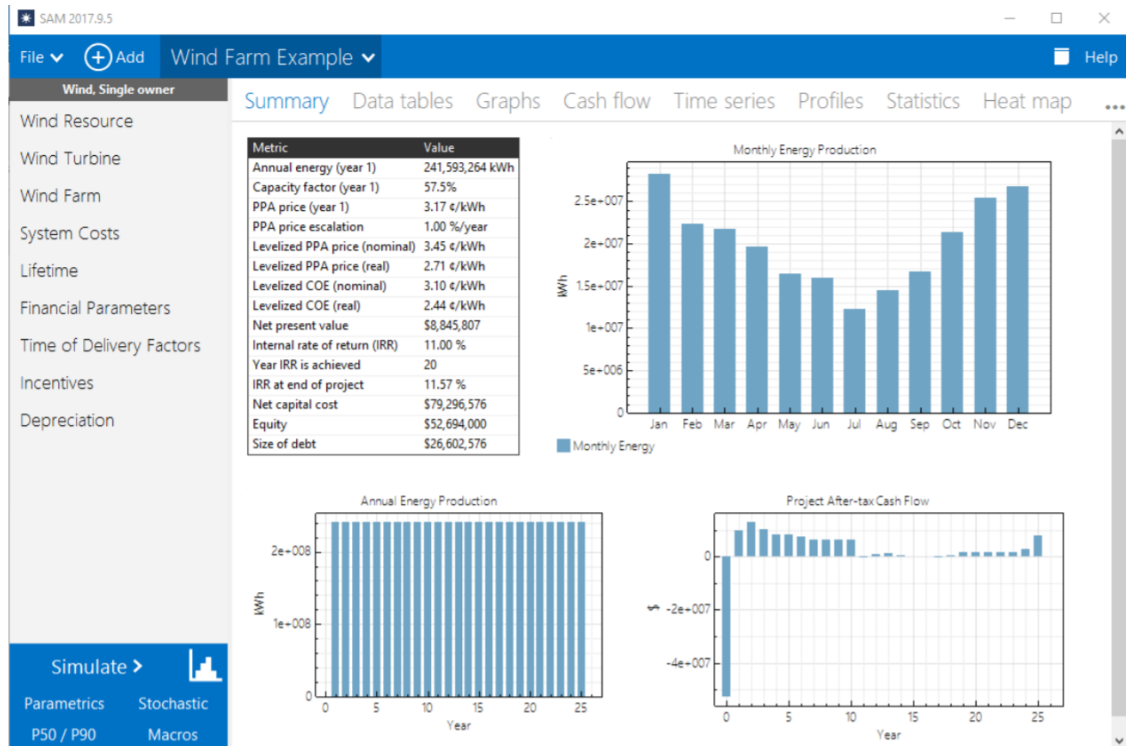 SAM 2017.9.5
File Add Wind Farm Example Help
Wind, Single owner
Wind Resource
Wind Turbine
Wind Farm
System Costs
Lifetime
Financial Parameters
Time of Delivery Factors
Incentives
Depreciation
Simulate >
Parametrics Stochastic
P50 / P90 Macros
Summary Data tables Graphs Cash flow Time series Profiles Statistics Heat map ...
Metric Value
Annual energy (year 1) 241,593,264 kWh
Capacity factor (year 1) 57.5%
PPA price (year 1) 3.17 ¢/kWh
PPA price escalation 1.00 %/year
Levelized PPA price (nominal) 3.45 ¢/kWh
Levelized PPA price (real) 2.71 ¢/kWh
Levelized COE (nominal) 3.10 ¢/kWh
Levelized COE (real) 2.44 ¢/kWh
Net present value $8,845,807
Internal rate of return (IRR) 11.00 %
Year IRR is achieved 20
IRR at end of project 11.57 %
Net capital cost $79,296,576
Equity $52,694,000
Size of debt $26,602,576
Monthly Energy Production
kWh
2.5e+007
2e+007
1.5e+007
1e+007
5e+006
0
Jan Feb Mar Apr May Jun Jul Aug Sep Oct Nov Dec
Monthly Energy
Annual Energy Production
kWh
2e+008
1e+008
0
0 5 10 15 20 25
Year
Project After-tax Cash Flow
$
0
-2e+007
-4e+007
0 5 10 15 20 25
Year